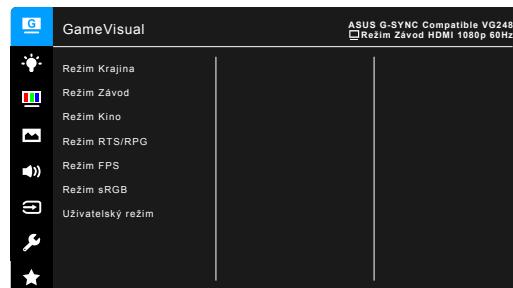 G
GameVisual
ASUS G-SYNC Compatible VG248
Režim Závod HDMI 1080p 60Hz
Režim Krajina
Režim Závod
Režim Kino
Režim RTS/RPG
Režim FPS
Režim sRGB
Uživatelský režim